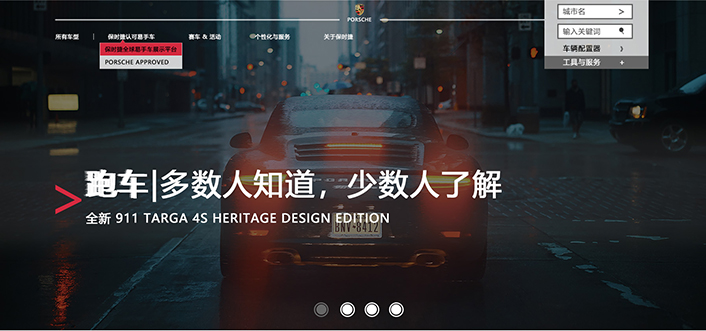 PORSCHE
城市名 >
输入关键词
车辆配置器 >
工具与服务 +
所有车型 | 保时捷认可易手车 赛车 & 活动 个性化与服务 关于保时捷
保时捷全球易手车展示平台
PORSCHE APPROVED
> 跑车|多数人知道，少数人了解
全新 911 TARGA 4S HERITAGE DESIGN EDITION
BNV·8412